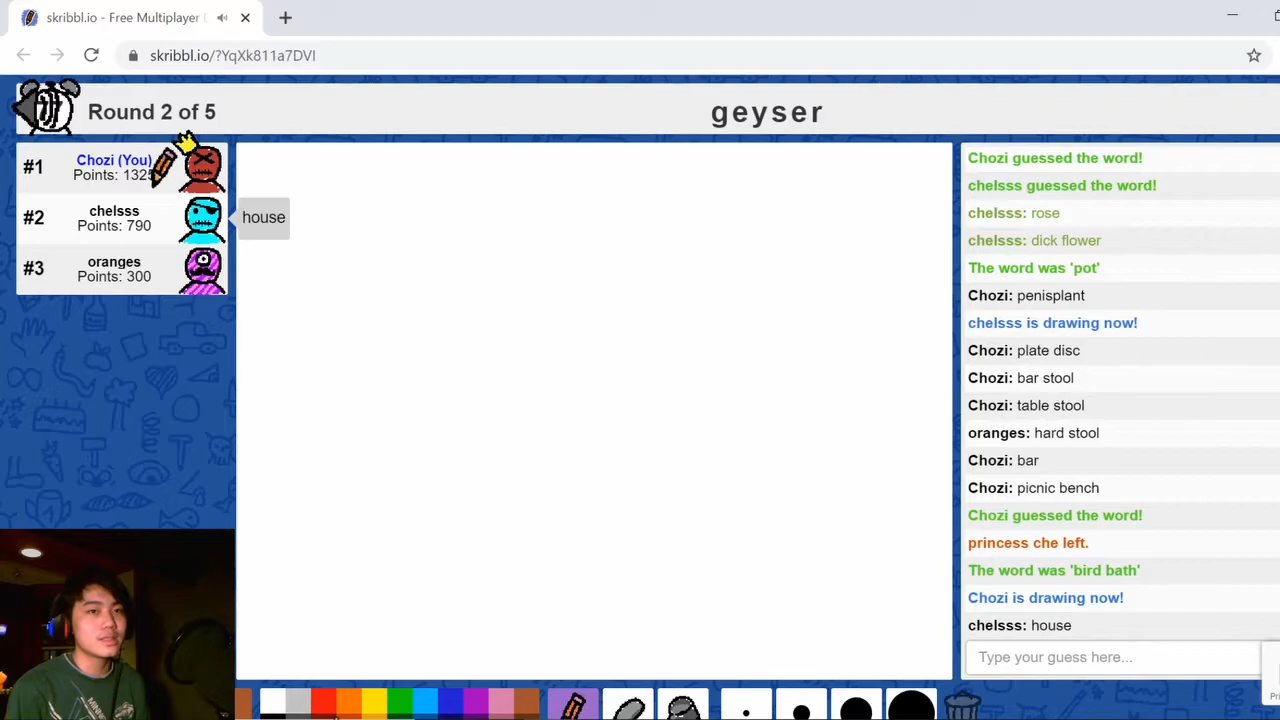 skribbl.io - Free Multiplayer
skribbl.io/?YqXk811a7DVI
Round 2 of 5
geyser
#1
Chozi (You)
Points: 1325
#2
chelsss
Points: 790
house
#3
oranges
Points: 300
Chozi guessed the word!
chelsss guessed the word!
chelsss: rose
chelsss: dick flower
The word was 'pot'
Chozi: penisplant
chelsss is drawing now!
Chozi: plate disc
Chozi: bar stool
Chozi: table stool
oranges: hard stool
Chozi: bar
Chozi: picnic bench
Chozi guessed the word!
princess che left.
The word was 'bird bath'
Chozi is drawing now!
chelsss: house
Type your guess here...